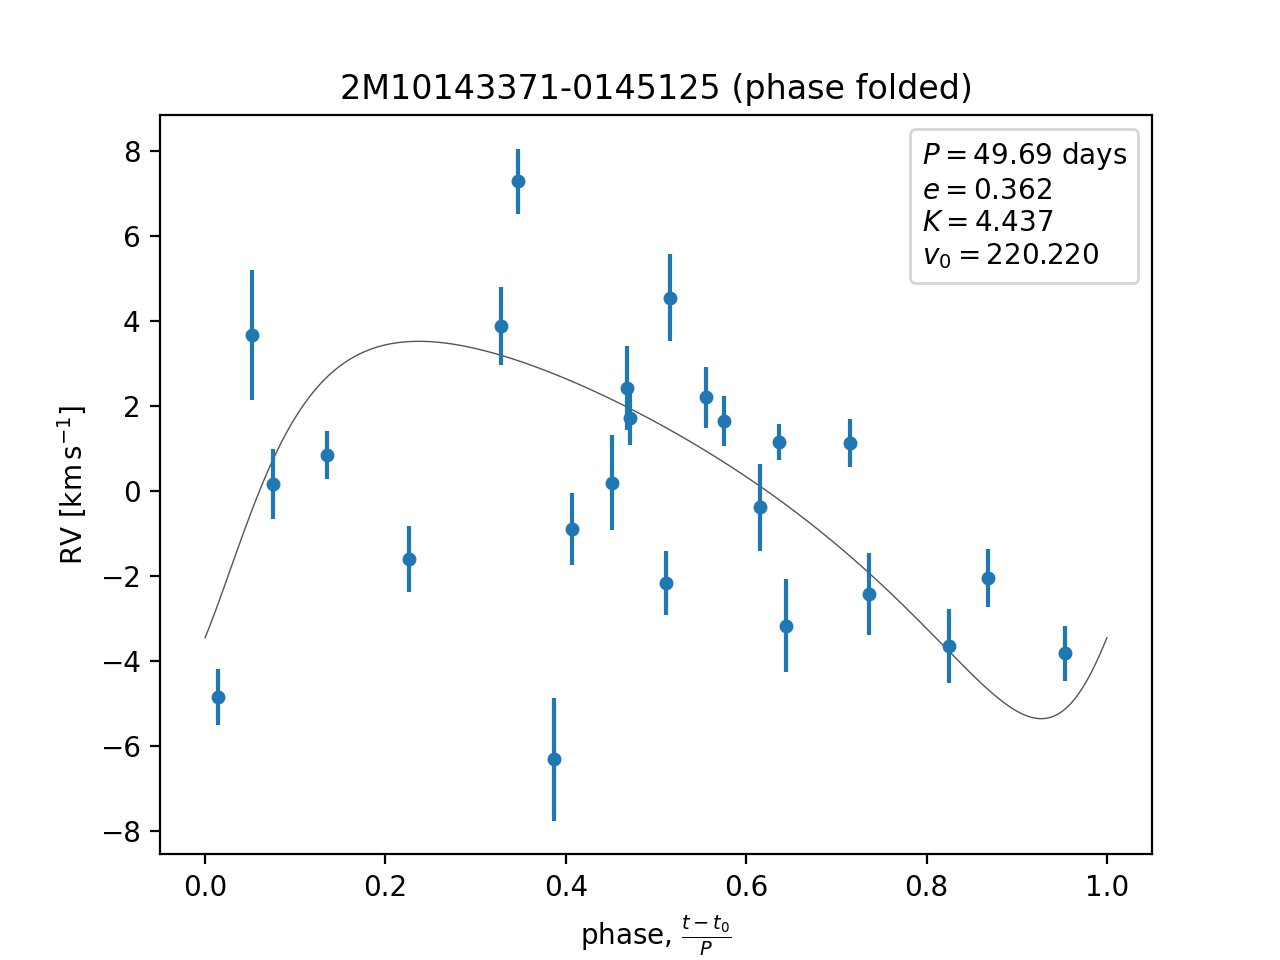 2M10143371-0145125 (phase folded)
P = 49.69 days
e = 0.362
K = 4.437
v₀ = 220.220
RV [km s⁻¹]
8
6
4
2
0
−2
−4
−6
−8
0.0 0.2 0.4 0.6 0.8 1.0
phase, (t − t₀)/P